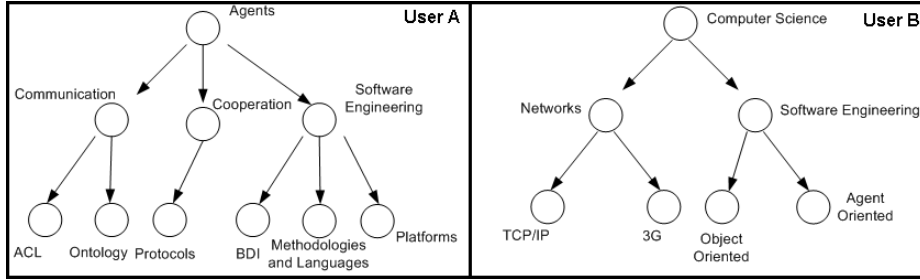 Agents
User A
Communication
Cooperation
Software
Engineering
ACL
Ontology
Protocols
BDI
Methodologies
and Languages
Platforms
Computer Science
User B
Networks
Software Engineering
TCP/IP
3G
Object
Oriented
Agent
Oriented